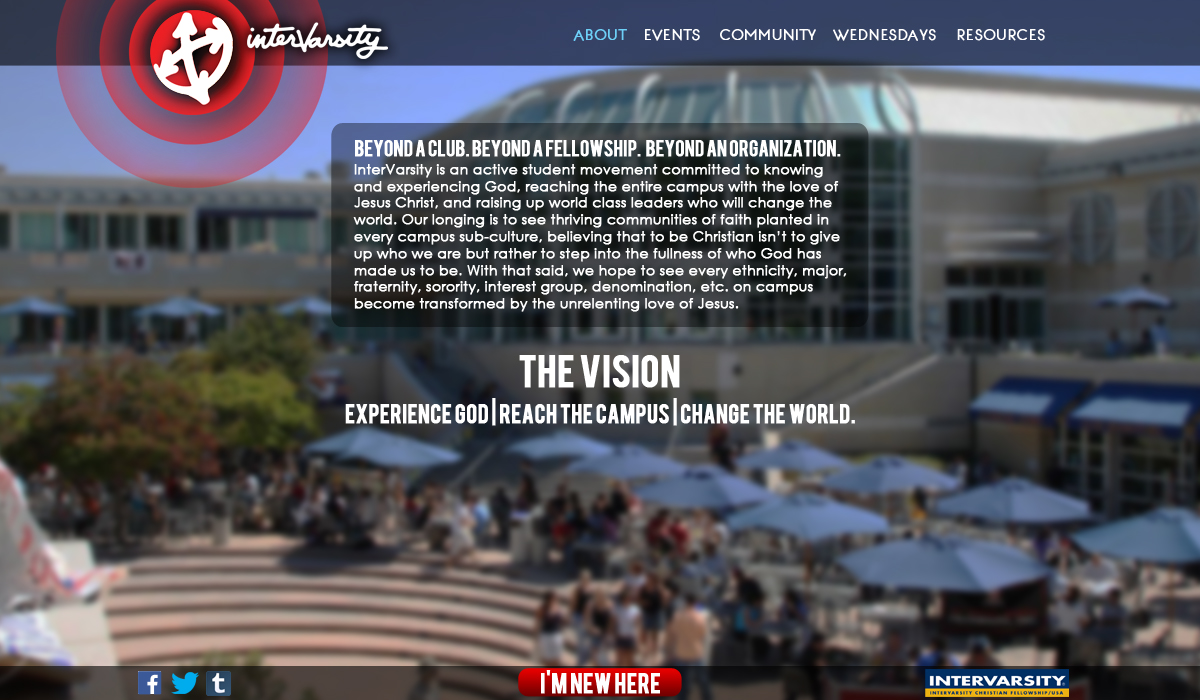 interVarsity
ABOUT EVENTS COMMUNITY WEDNESDAYS RESOURCES
BEYOND A CLUB. BEYOND A FELLOWSHIP. BEYOND AN ORGANIZATION.
InterVarsity is an active student movement committed to knowing
and experiencing God, reaching the entire campus with the love of
Jesus Christ, and raising up world class leaders who will change the
world. Our longing is to see thriving communities of faith planted in
every campus sub-culture, believing that to be Christian isn't to give
up who we are but rather to step into the fullness of who God has
made us to be. With that said, we hope to see every ethnicity, major,
fraternity, sorority, interest group, denomination, etc. on campus
become transformed by the unrelenting love of Jesus.
THE VISION
EXPERIENCE GOD | REACH THE CAMPUS | CHANGE THE WORLD.
f t
I'M NEW HERE
INTERVARSITY
INTERVARSITY CHRISTIAN FELLOWSHIP/USA